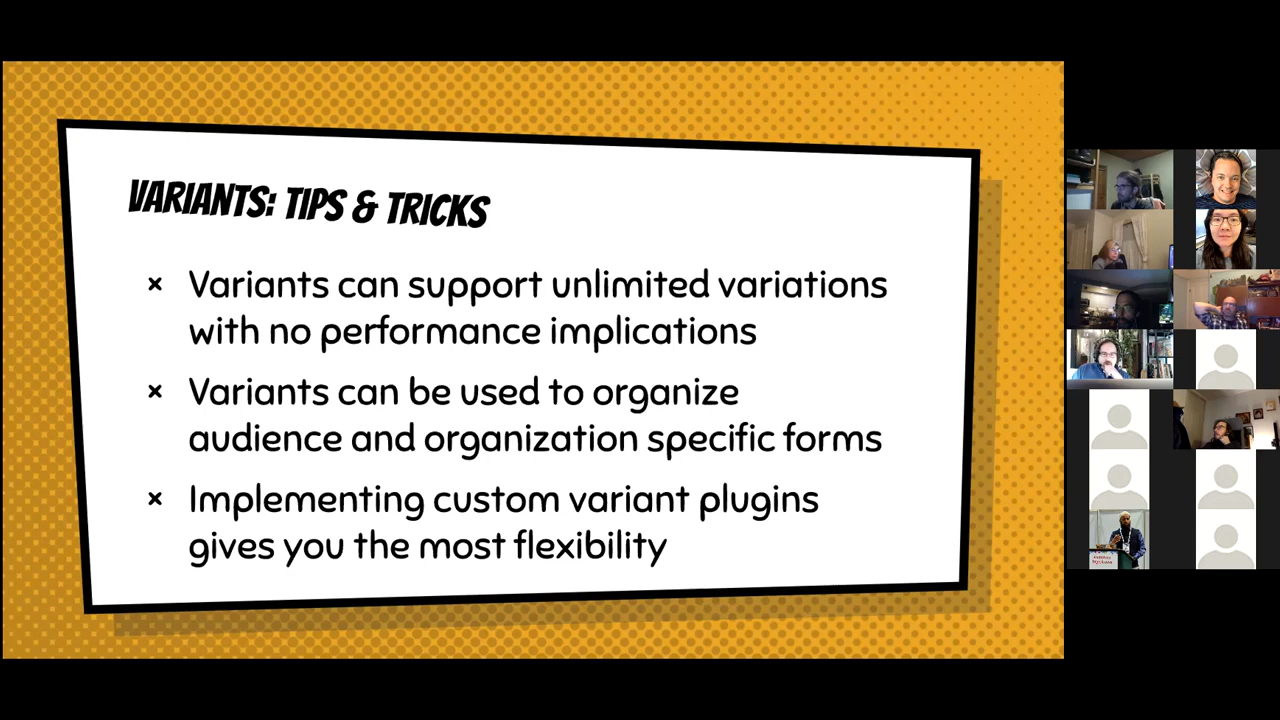 VARIANTS: TIPS & TRICKS
× Variants can support unlimited variations
with no performance implications
× Variants can be used to organize
audience and organization specific forms
× Implementing custom variant plugins
gives you the most flexibility